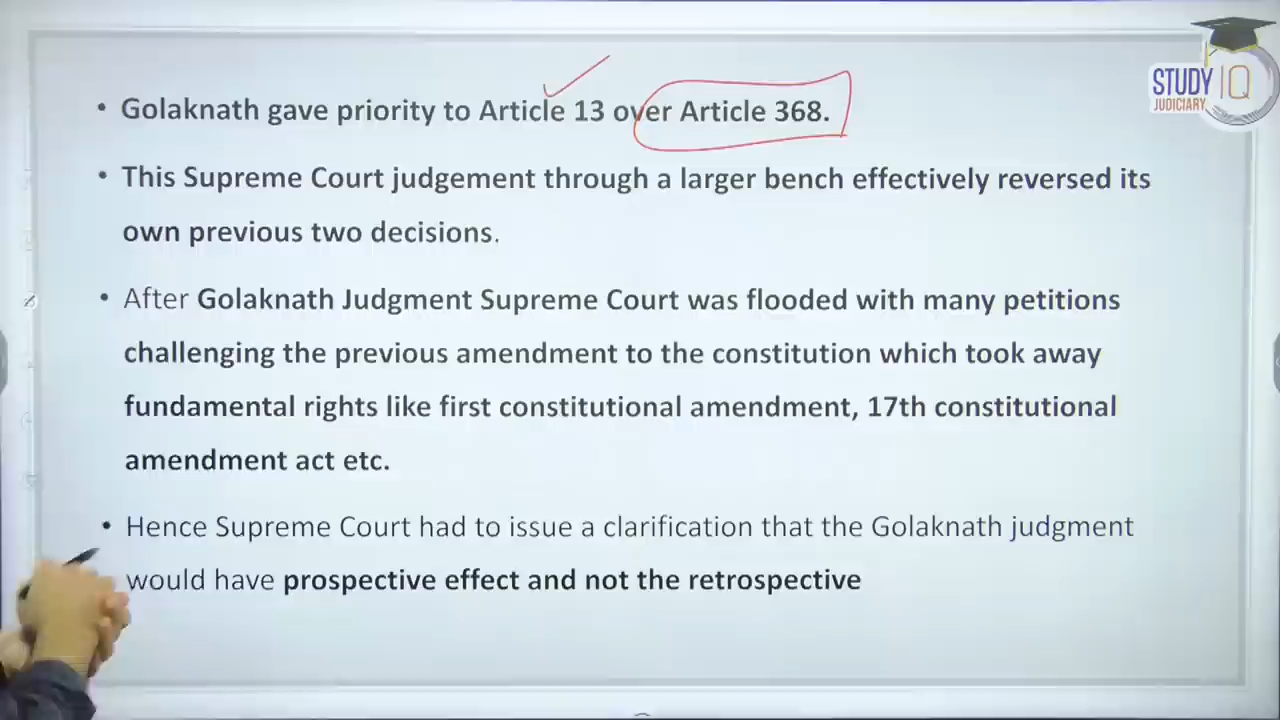 STUDY IQ
JUDICIARY
• Golaknath gave priority to Article 13 over Article 368.
• This Supreme Court judgement through a larger bench effectively reversed its
own previous two decisions.
• After Golaknath Judgment Supreme Court was flooded with many petitions
challenging the previous amendment to the constitution which took away
fundamental rights like first constitutional amendment, 17th constitutional
amendment act etc.
• Hence Supreme Court had to issue a clarification that the Golaknath judgment
would have prospective effect and not the retrospective